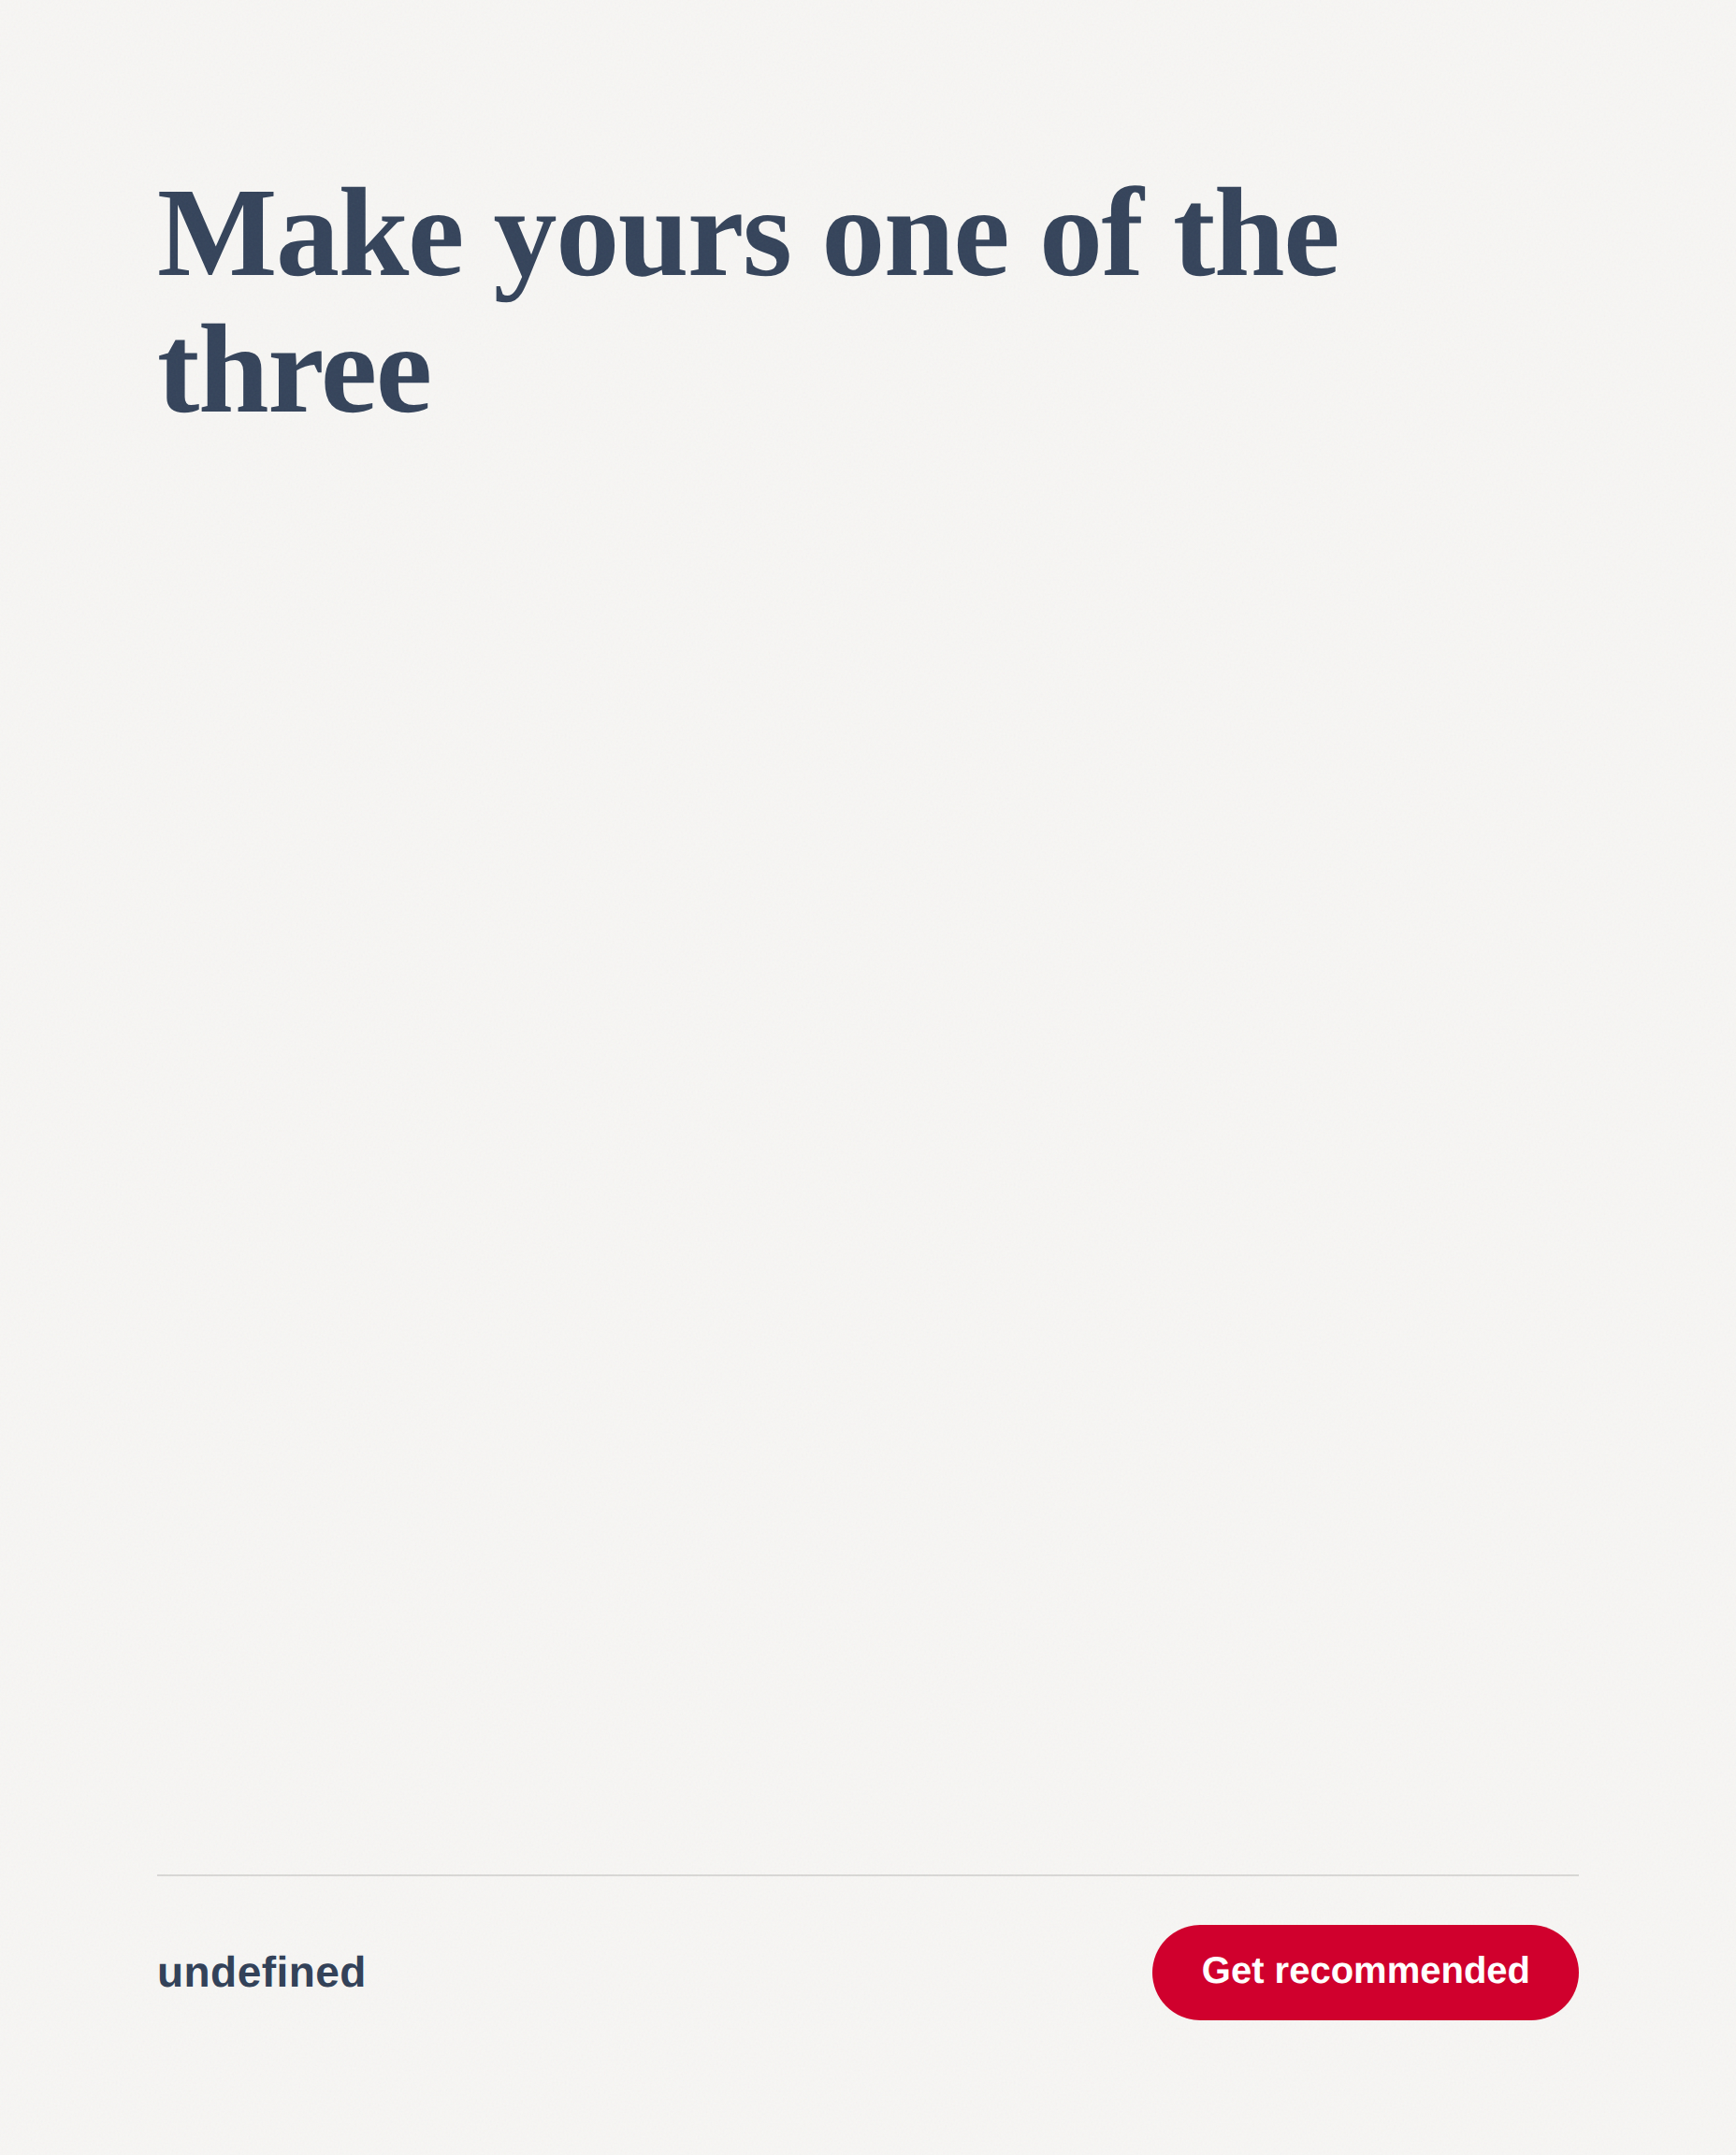 Make yours one of the
three
undefined
Get recommended